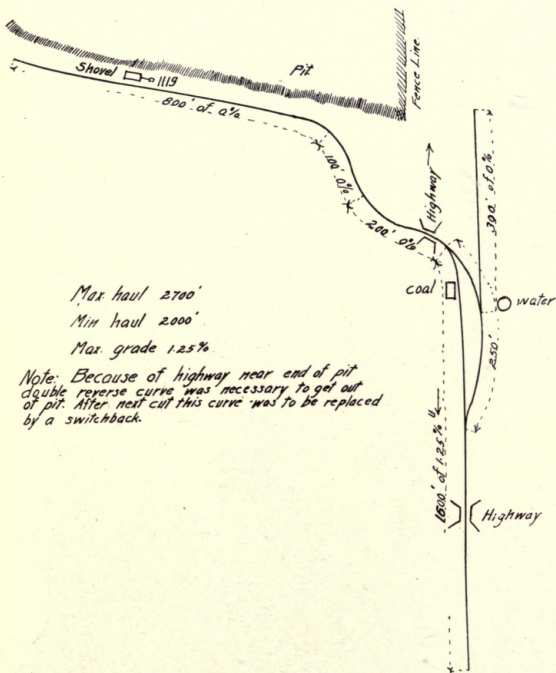 Pit
Shovel
1119
Fence Line
800' of 0%
100' 0%
Highway
200' 0%
390' of 0%
coal
water
250'
Max. haul 2700'
Min haul 2000'
Max. grade 1.25%
Note: Because of highway near end of pit
double reverse curve was necessary to get out
of pit. After next cut this curve was to be replaced
by a switchback.
1600' of 1.25%
Highway